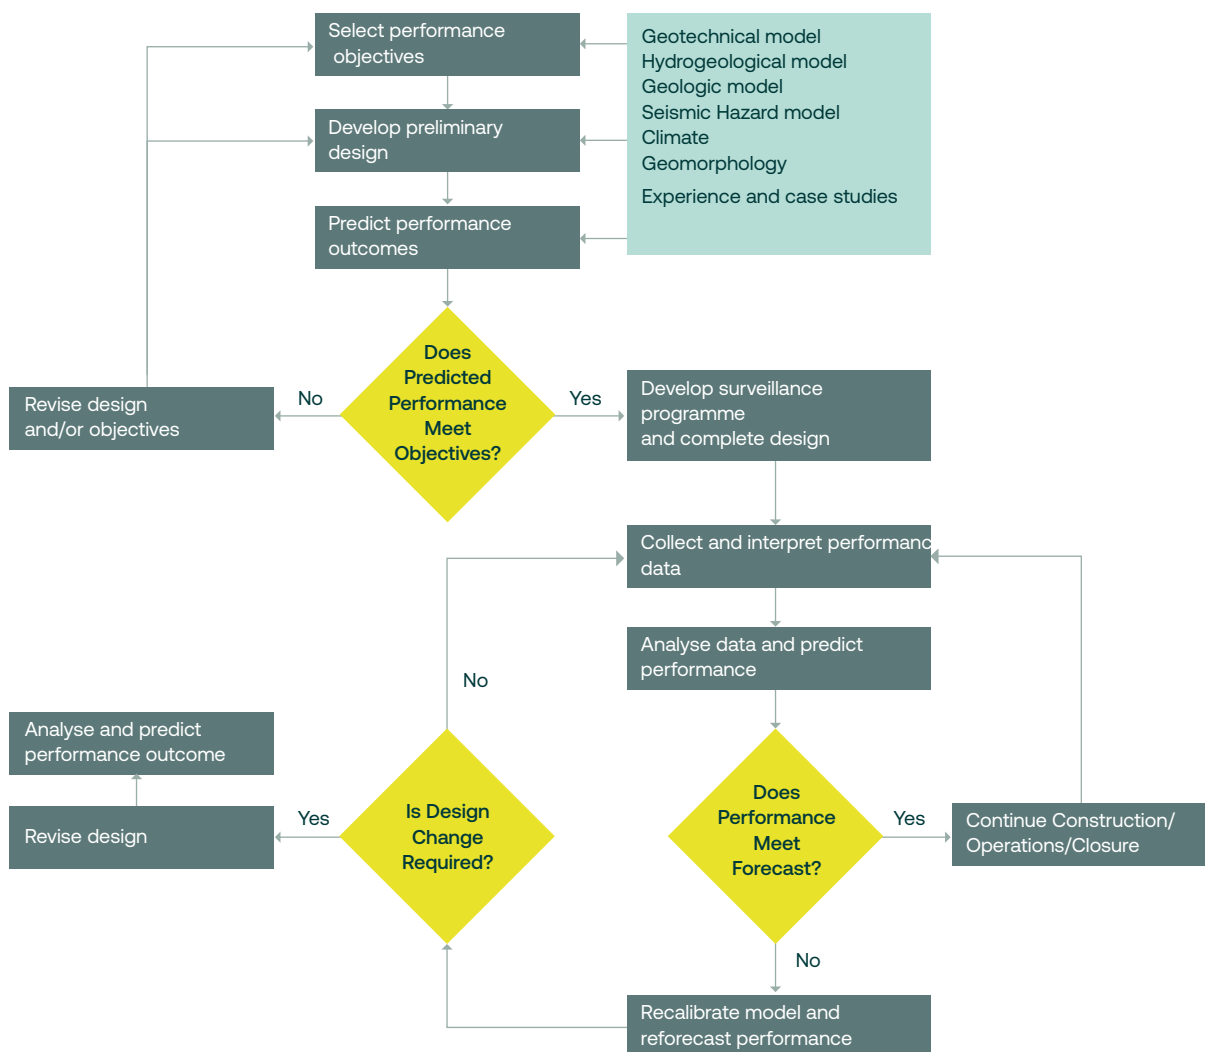 Select performance
objectives
Geotechnical model
Hydrogeological model
Geologic model
Seismic Hazard model
Climate
Geomorphology
Experience and case studies
Develop preliminary
design
Predict performance
outcomes
Does
Predicted
Performance
Meet
Objectives?
No
Yes
Revise design
and/or objectives
Develop surveillance
programme
and complete design
Collect and interpret performanc
data
Analyse data and predict
performance
No
Analyse and predict
performance outcome
Revise design
Yes
Is Design
Change
Required?
Does
Performance
Meet
Forecast?
Yes
Continue Construction/
Operations/Closure
No
Recalibrate model and
reforecast performance